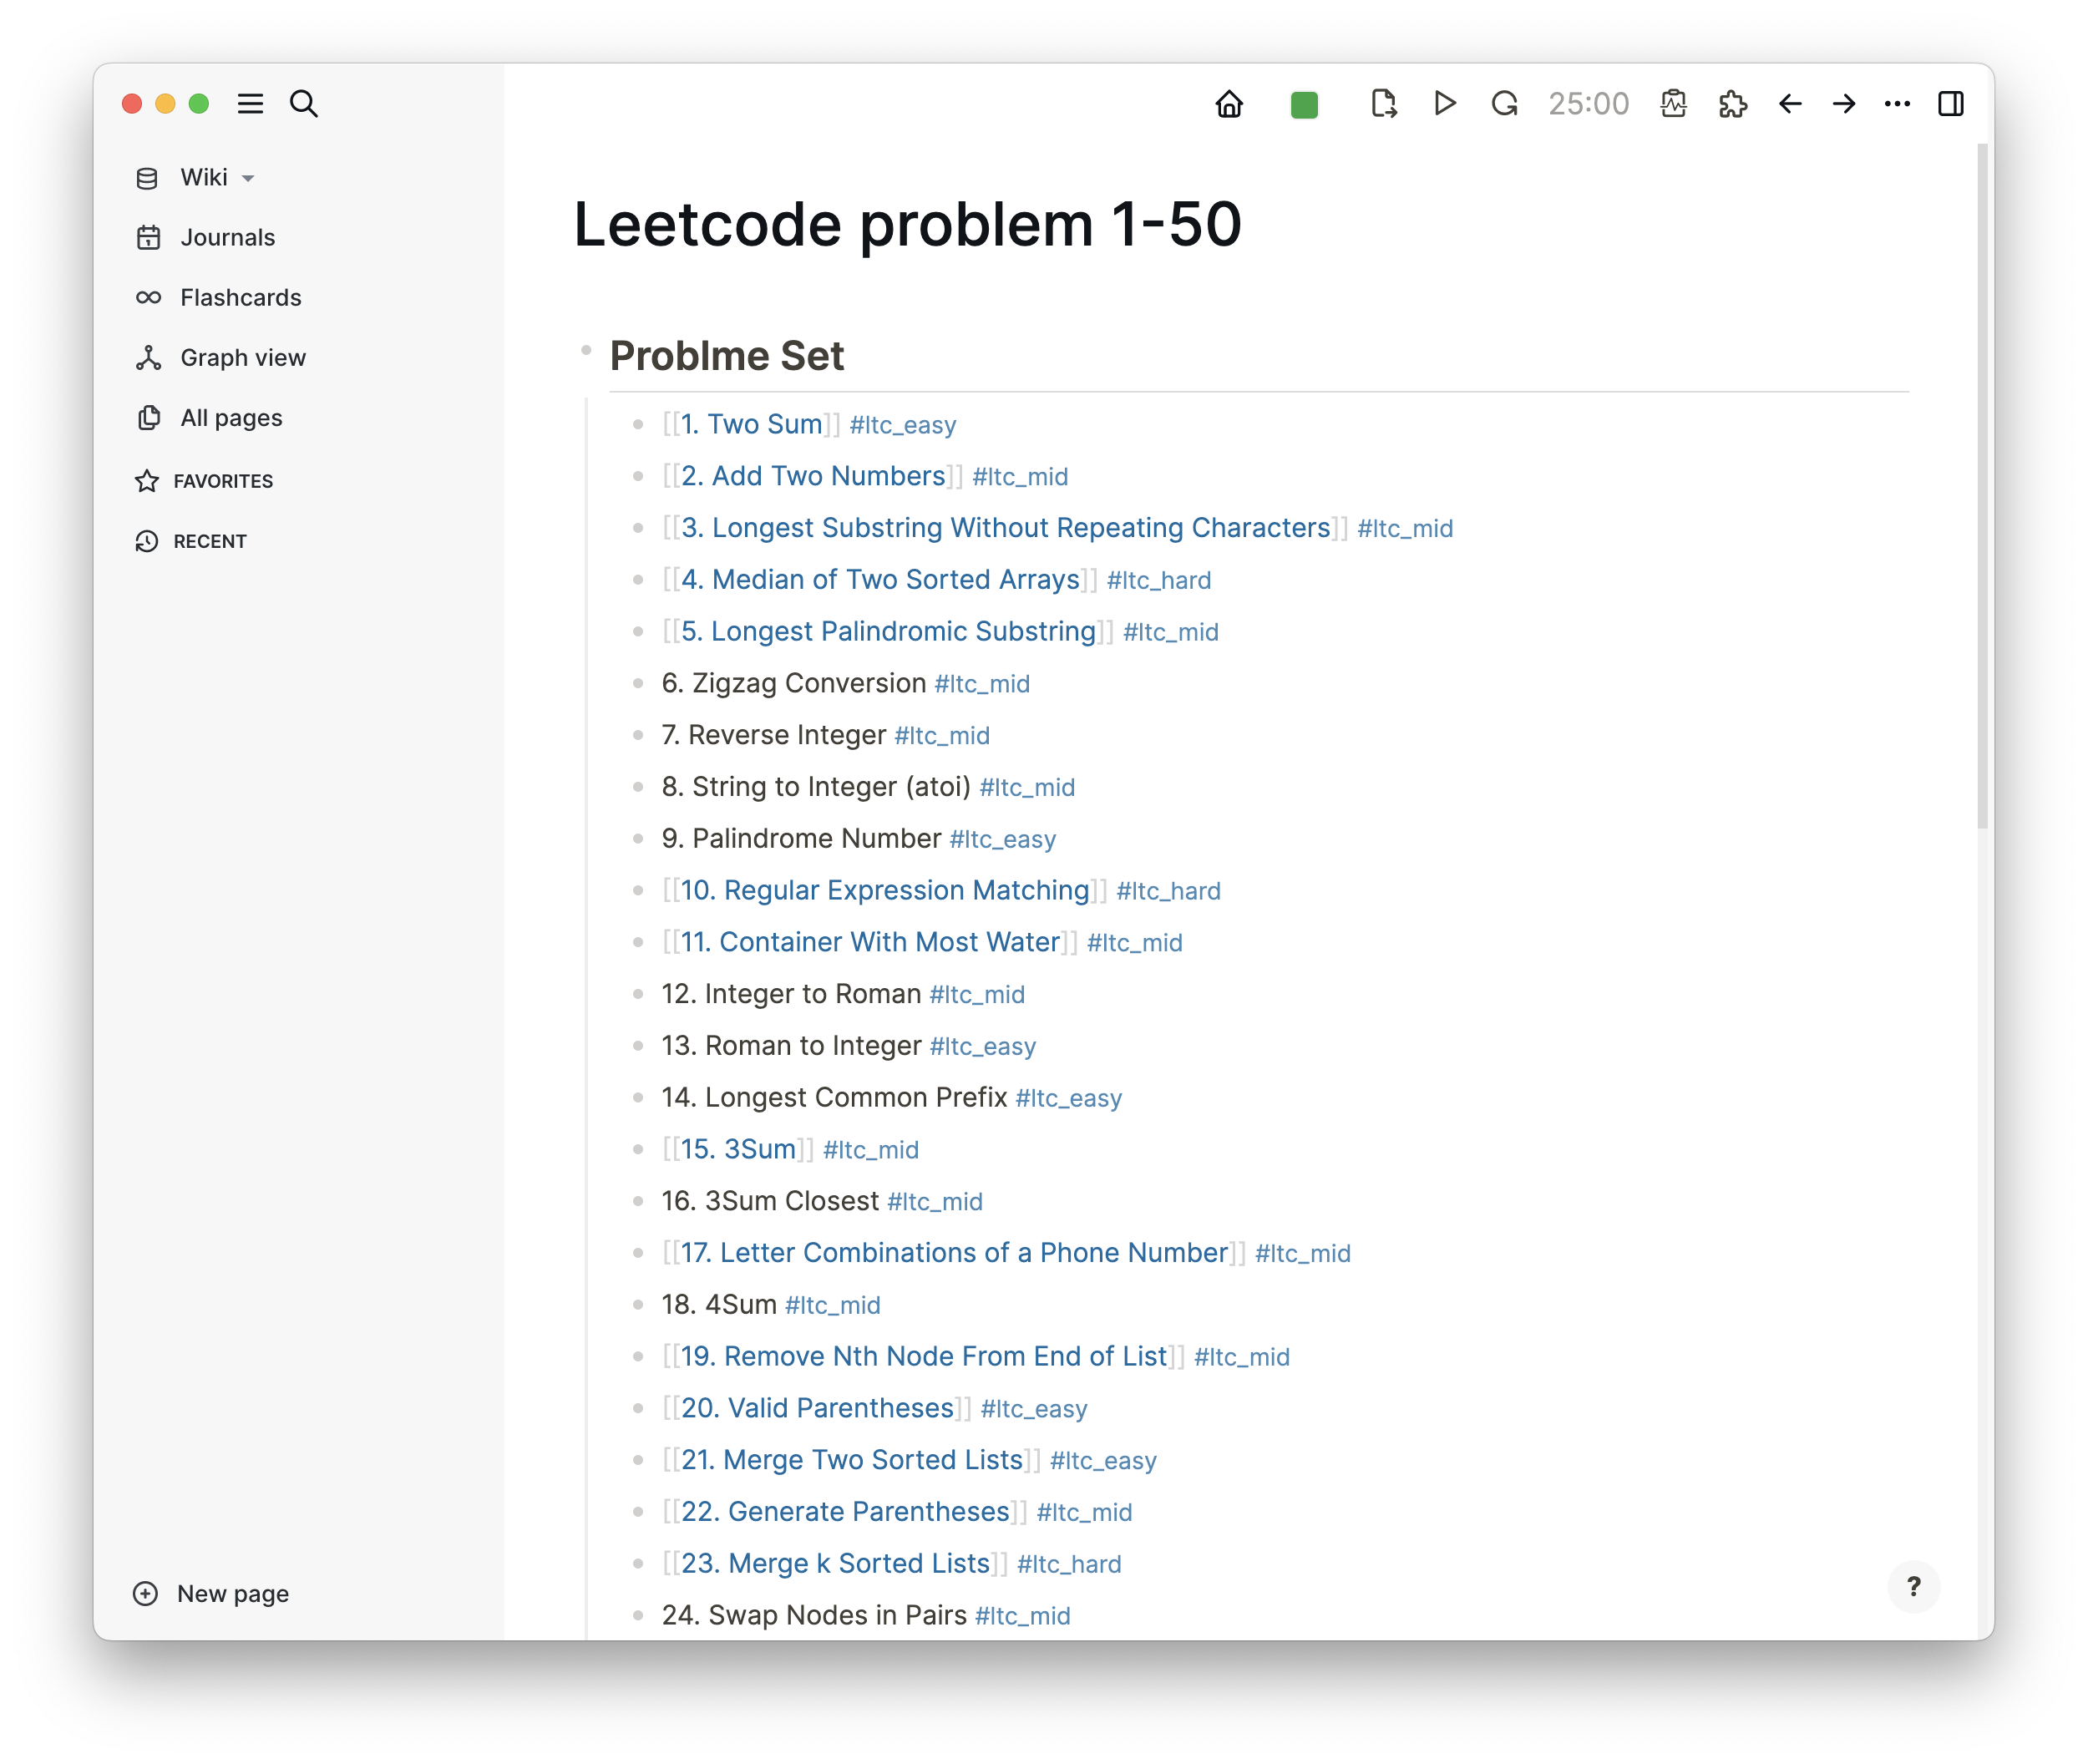 25:00
Wiki
Journals
Flashcards
Graph view
All pages
FAVORITES
RECENT
New page
Leetcode problem 1-50
Problme Set
[[1. Two Sum]] #ltc_easy
[[2. Add Two Numbers]] #ltc_mid
[[3. Longest Substring Without Repeating Characters]] #ltc_mid
[[4. Median of Two Sorted Arrays]] #ltc_hard
[[5. Longest Palindromic Substring]] #ltc_mid
6. Zigzag Conversion #ltc_mid
7. Reverse Integer #ltc_mid
8. String to Integer (atoi) #ltc_mid
9. Palindrome Number #ltc_easy
[[10. Regular Expression Matching]] #ltc_hard
[[11. Container With Most Water]] #ltc_mid
12. Integer to Roman #ltc_mid
13. Roman to Integer #ltc_easy
14. Longest Common Prefix #ltc_easy
[[15. 3Sum]] #ltc_mid
16. 3Sum Closest #ltc_mid
[[17. Letter Combinations of a Phone Number]] #ltc_mid
18. 4Sum #ltc_mid
[[19. Remove Nth Node From End of List]] #ltc_mid
[[20. Valid Parentheses]] #ltc_easy
[[21. Merge Two Sorted Lists]] #ltc_easy
[[22. Generate Parentheses]] #ltc_mid
[[23. Merge k Sorted Lists]] #ltc_hard
24. Swap Nodes in Pairs #ltc_mid
?